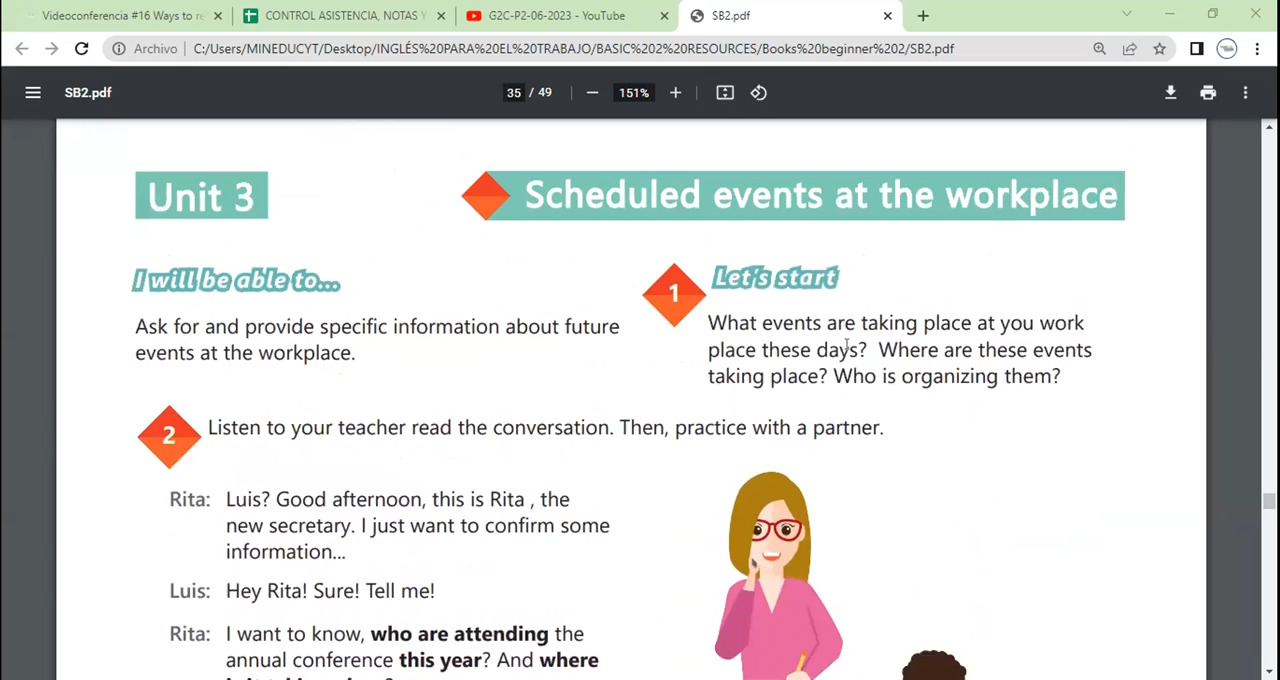 Videoconferencia #16 Ways to re
CONTROL ASISTENCIA, NOTAS Y
G2C-P2-06-2023 - YouTube
SB2.pdf
Archivo
C:/Users/MINEDUCYT/Desktop/INGLÉS%20PARA%20EL%20TRABAJO/BASIC%202%20RESOURCES/Books%20beginner%202/SB2.pdf
SB2.pdf
35 / 49
151%
Unit 3
Scheduled events at the workplace
I will be able to...
Ask for and provide specific information about future
events at the workplace.
1
Let's start
What events are taking place at you work
place these days? Where are these events
taking place? Who is organizing them?
2
Listen to your teacher read the conversation. Then, practice with a partner.
Rita: Luis? Good afternoon, this is Rita , the
new secretary. I just want to confirm some
information...
Luis: Hey Rita! Sure! Tell me!
Rita: I want to know, who are attending the
annual conference this year? And where